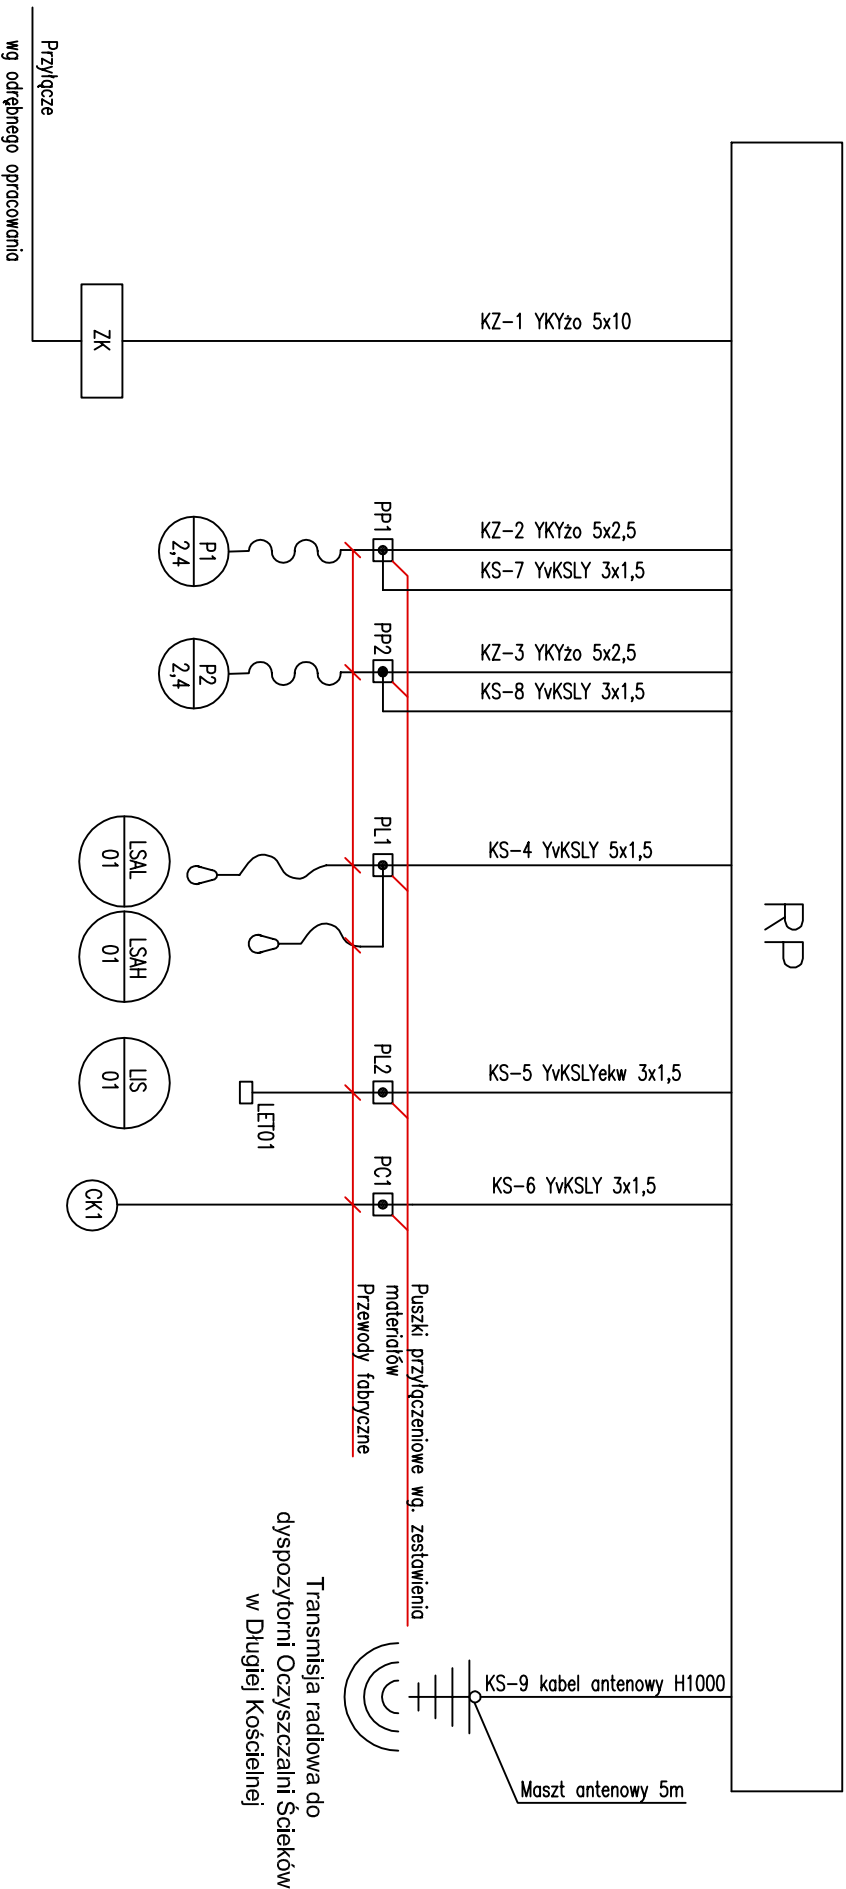 Przyłącze
wg odrębnego opracowania
ZK
KZ-1 YKYżo 5x10
RP
PP1
KZ-2 YKYżo 5x2,5
KS-7 YvKSLY 3x1,5
P1
2,4
PP2
KZ-3 YKYżo 5x2,5
KS-8 YvKSLY 3x1,5
P2
2,4
PL1
KS-4 YvKSLY 5x1,5
LSAL
01
LSAH
01
PL2
KS-5 YvKSLYekw 3x1,5
LIS
01
LET01
PC1
KS-6 YvKSLY 3x1,5
CK1
Puszki przyłączeniowe wg. zestawienia
materiałów
Przewody fabryczne
Transmisja radiowa do
dyspozytorni Oczyszczalni Ścieków
w Długiej Kościelnej
KS-9 kabel antenowy H1000
Maszt antenowy 5m